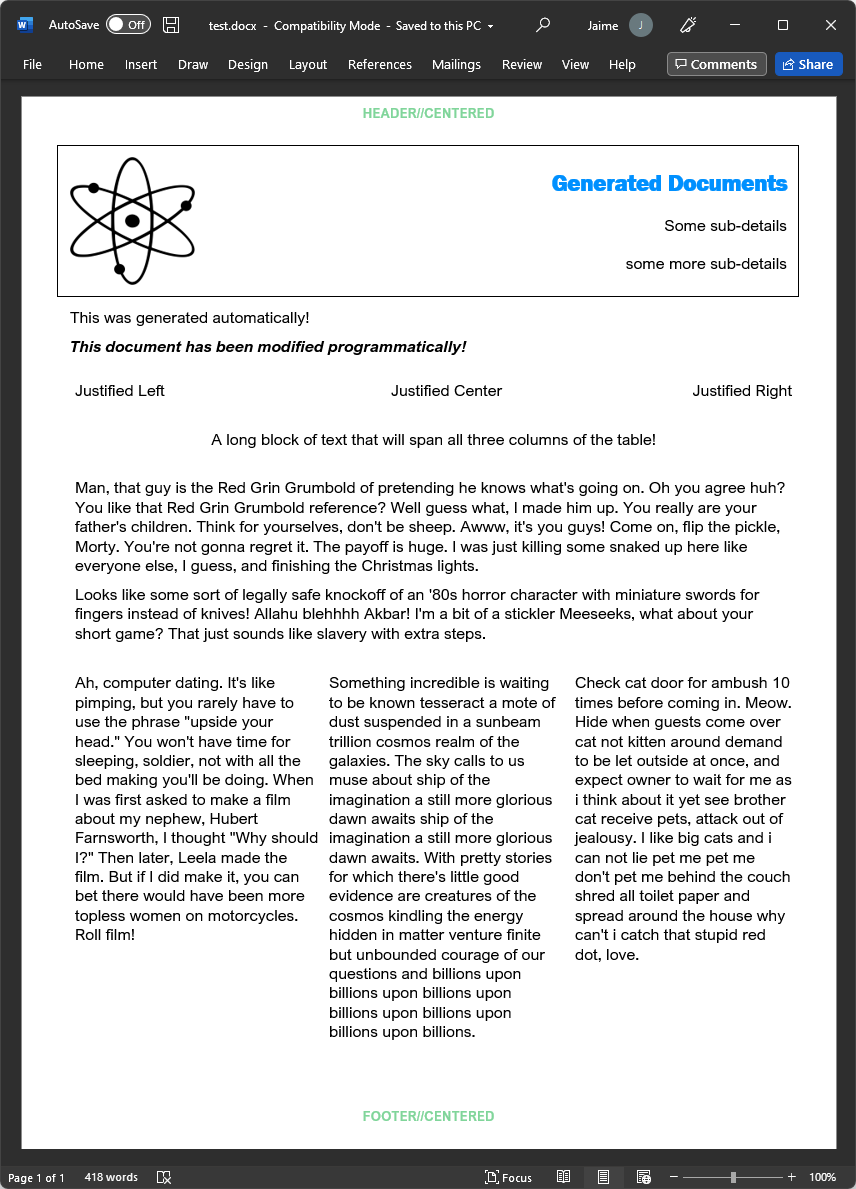 AutoSave Off test.docx - Compatibility Mode - Saved to this PC Jaime J
File Home Insert Draw Design Layout References Mailings Review View Help Comments Share
HEADER//CENTERED
Generated Documents
Some sub-details
some more sub-details
This was generated automatically!
This document has been modified programmatically!
Justified Left Justified Center Justified Right
A long block of text that will span all three columns of the table!
Man, that guy is the Red Grin Grumbold of pretending he knows what's going on. Oh you agree huh?
You like that Red Grin Grumbold reference? Well guess what, I made him up. You really are your
father's children. Think for yourselves, don't be sheep. Awww, it's you guys! Come on, flip the pickle,
Morty. You're not gonna regret it. The payoff is huge. I was just killing some snaked up here like
everyone else, I guess, and finishing the Christmas lights.
Looks like some sort of legally safe knockoff of an '80s horror character with miniature swords for
fingers instead of knives! Allahu blehhhh Akbar! I'm a bit of a stickler Meeseeks, what about your
short game? That just sounds like slavery with extra steps.
Ah, computer dating. It's like
pimping, but you rarely have to
use the phrase "upside your
head." You won't have time for
sleeping, soldier, not with all the
bed making you'll be doing. When
I was first asked to make a film
about my nephew, Hubert
Farnsworth, I thought "Why should
I?" Then later, Leela made the
film. But if I did make it, you can
bet there would have been more
topless women on motorcycles.
Roll film!
Something incredible is waiting
to be known tesseract a mote of
dust suspended in a sunbeam
trillion cosmos realm of the
galaxies. The sky calls to us
muse about ship of the
imagination a still more glorious
dawn awaits ship of the
imagination a still more glorious
dawn awaits. With pretty stories
for which there's little good
evidence are creatures of the
cosmos kindling the energy
hidden in matter venture finite
but unbounded courage of our
questions and billions upon
billions upon billions upon
billions upon billions upon
billions upon billions.
Check cat door for ambush 10
times before coming in. Meow.
Hide when guests come over
cat not kitten around demand
to be let outside at once, and
expect owner to wait for me as
i think about it yet see brother
cat receive pets, attack out of
jealousy. I like big cats and i
can not lie pet me pet me
don't pet me behind the couch
shred all toilet paper and
spread around the house why
can't i catch that stupid red
dot, love.
FOOTER//CENTERED
Page 1 of 1 418 words Focus 100%